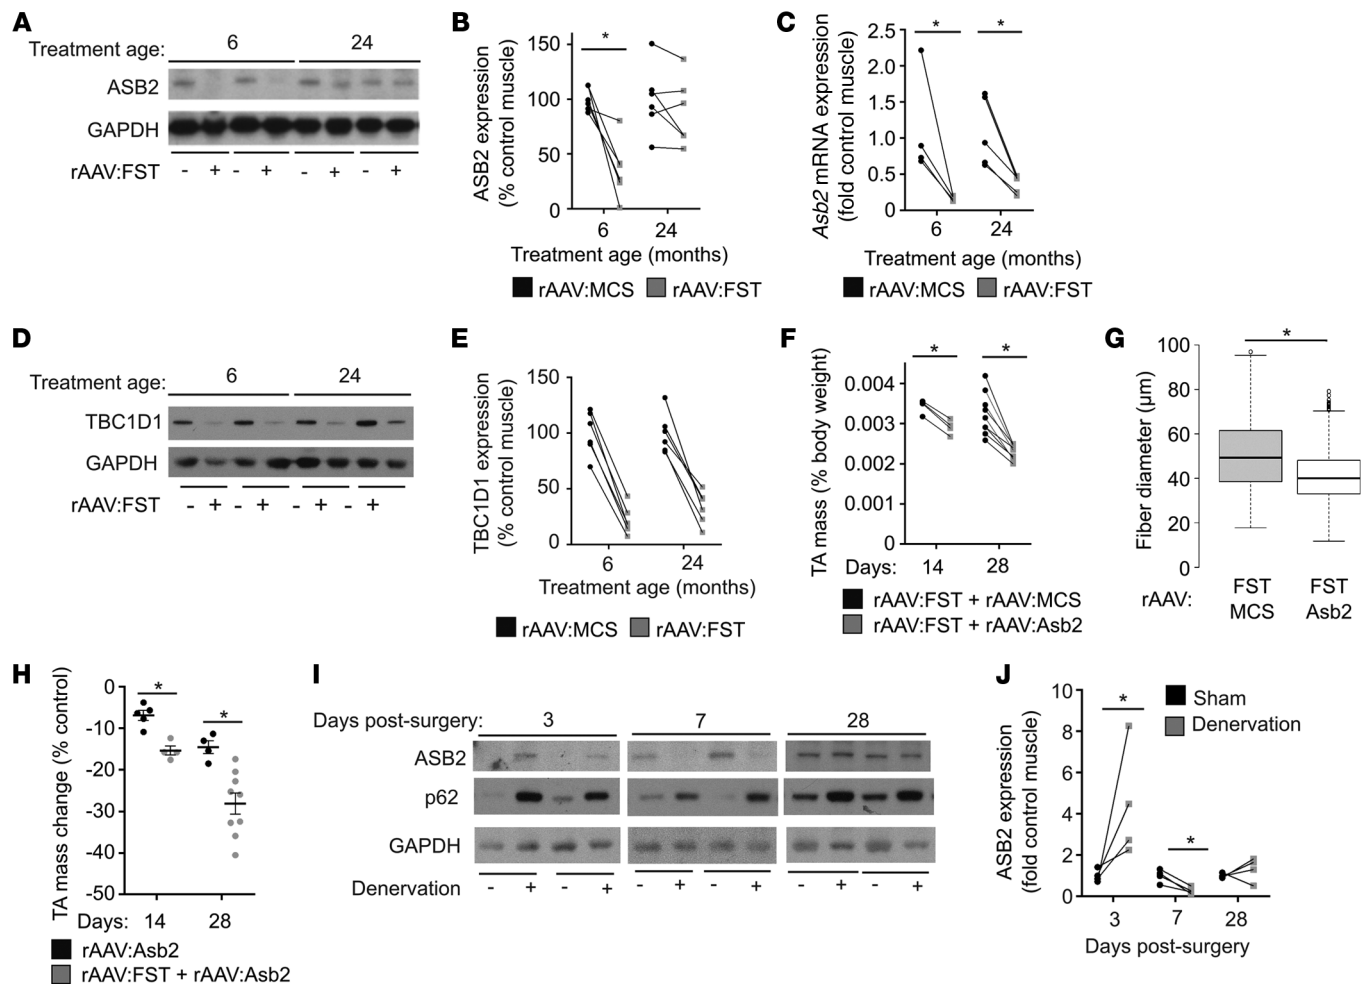 A
Treatment age: 6 24
ASB2
GAPDH
rAAV:FST - + - + - + - +
B
ASB2 expression
(% control muscle)
150
100
50
0
*
6 24
Treatment age (months)
rAAV:MCS rAAV:FST
C
Asb2 mRNA expression
(fold control muscle)
2.5
2.0
1.5
1.0
0.5
0
* *
6 24
Treatment age (months)
rAAV:MCS rAAV:FST
D
Treatment age: 6 24
TBC1D1
GAPDH
rAAV:FST - + - + - + - +
E
TBC1D1 expression
(% control muscle)
150
100
50
0
6 24
Treatment age (months)
rAAV:MCS rAAV:FST
F
TA mass (% body weight)
0.004
0.003
0.002
0.001
0
* *
Days: 14 28
rAAV:FST + rAAV:MCS
rAAV:FST + rAAV:Asb2
G
Fiber diameter (µm)
100
80
60
40
20
0
*
rAAV: FST FST
MCS Asb2
H
TA mass change (% control)
0
-10
-20
-30
-40
-50
* *
Days: 14 28
rAAV:Asb2
rAAV:FST + rAAV:Asb2
I
Days post-surgery: 3 7 28
ASB2
p62
GAPDH
Denervation - + - + - + - + - + - +
J
ASB2 expression
(fold control muscle)
10
8
6
4
2
0
* *
Sham
Denervation
3 7 28
Days post-surgery